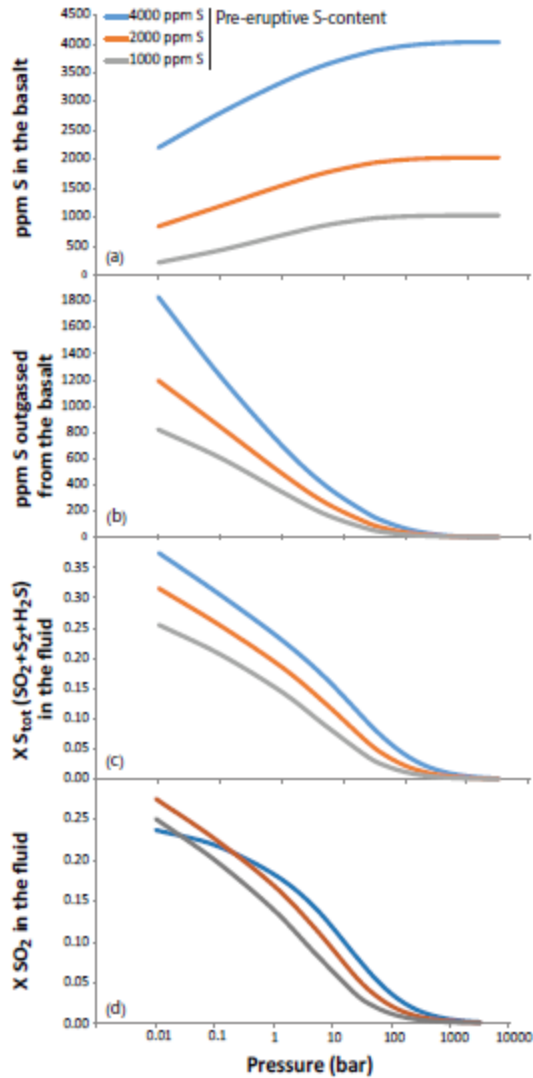 4000 ppm S
2000 ppm S
1000 ppm S
Pre-eruptive S-content
ppm S in the basalt
4500
4000
3500
3000
2500
2000
1500
1000
500
0
(a)
ppm S outgassed
from the basalt
1800
1600
1400
1200
1000
800
600
400
200
0
(b)
X Stot (SO2+S2+H2S)
in the fluid
0.35
0.30
0.25
0.20
0.15
0.10
0.05
0.00
(c)
X SO2 in the fluid
0.25
0.20
0.15
0.10
0.05
0.00
(d)
0.01 0.1 1 10 100 1000 10000
Pressure (bar)